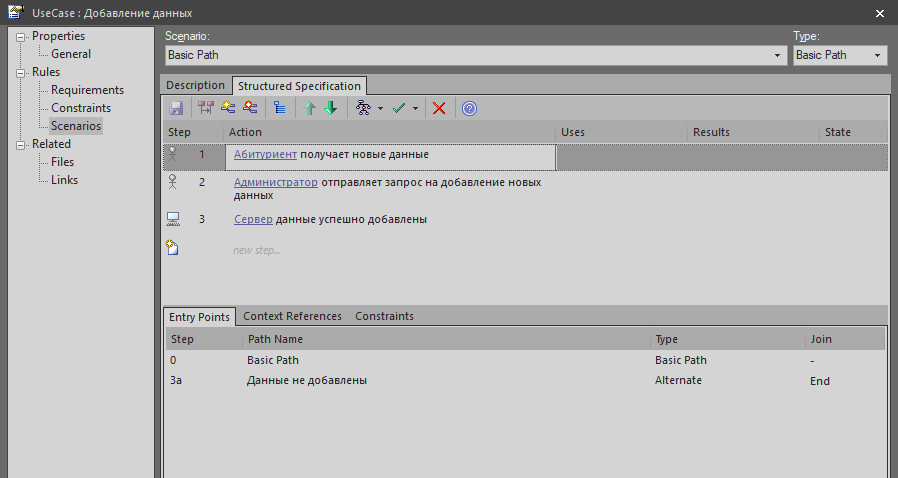 UseCase : Добавление данных
Properties
General
Rules
Requirements
Constraints
Scenarios
Related
Files
Links
Scenario:
Type:
Basic Path
Basic Path
Description
Structured Specification
Step
Action
Uses
Results
State
1
Абитуриент получает новые данные
2
Администратор отправляет запрос на добавление новых
данных
3
Сервер данные успешно добавлены
new step...
Entry Points
Context References
Constraints
Step
Path Name
Type
Join
0
Basic Path
Basic Path
-
3a
Данные не добавлены
Alternate
End